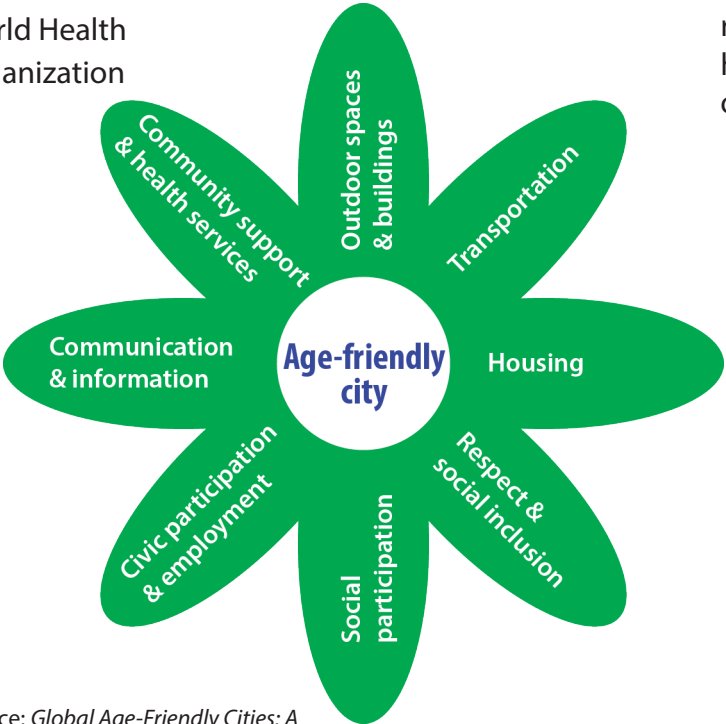 rld Health
anization
Outdoor spaces
& buildings
Transportation
Housing
Respect &
social inclusion
Social
participation
Civic participation
& employment
Communication
& information
Community support
& health services
Age-friendly
city
ce: Global Age-Friendly Cities: A